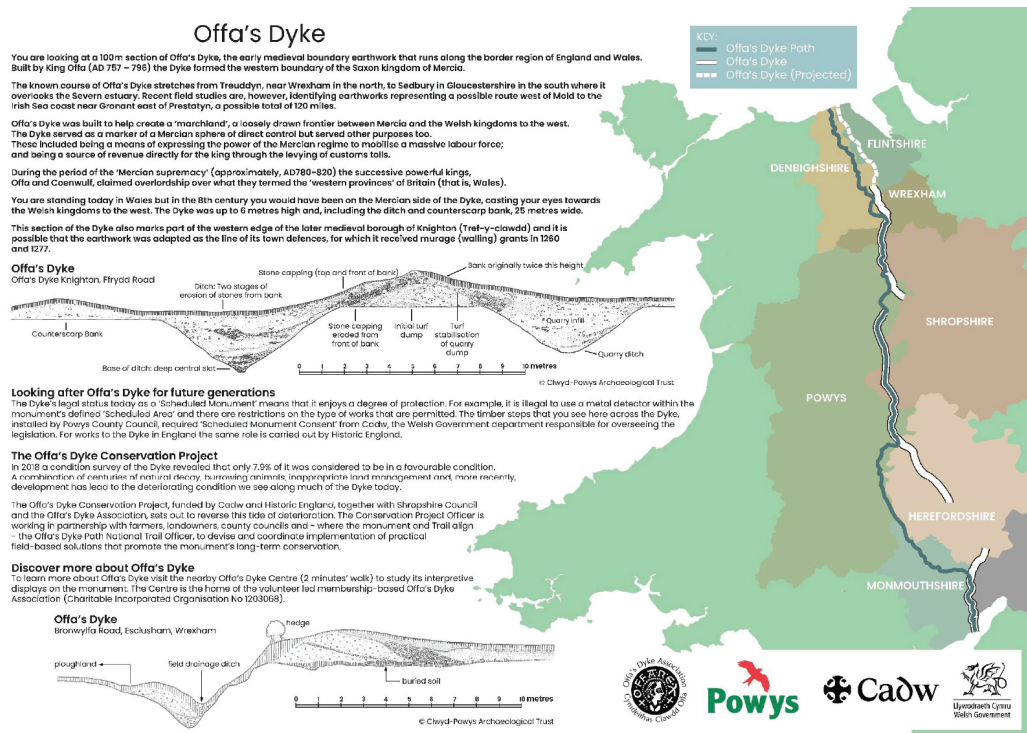 Offa's Dyke
You are looking at a 100m section of Offa's Dyke, the early medieval boundary earthwork that runs along the border region of England and Wales.
Built by King Offa (AD 757 – 796) the Dyke formed the western boundary of the Saxon kingdom of Mercia.
The known course of Offa's Dyke stretches from Treuddyn, near Wrexham in the north, to Sedbury in Gloucestershire in the south where it
overlooks the Severn estuary. Recent field studies are, however, identifying earthworks representing a possible route west of Mold to the
Irish Sea coast near Gronant east of Prestatyn, a possible total of 120 miles.
Offa's Dyke was built to help create a 'marchland', a loosely drawn frontier between Mercia and the Welsh kingdoms to the west.
The Dyke served as a marker of a Mercian sphere of direct control but served other purposes too.
These included being a means of expressing the power of the Mercian regime to mobilise a massive labour force;
and being a source of revenue directly for the king through the levying of customs tolls.
During the period of the 'Mercian supremacy' (approximately, AD780-820) the successive powerful kings,
Offa and Coenwulf, claimed overlordship over what they termed the 'western provinces' of Britain (that is, Wales).
You are standing today in Wales but in the 8th century you would have been on the Mercian side of the Dyke, casting your eyes towards
the Welsh kingdoms to the west. The Dyke was up to 6 metres high and, including the ditch and counterscarp bank, 25 metres wide.
This section of the Dyke also marks part of the western edge of the later medieval borough of Knighton (Tref-y-clawdd) and it is
possible that the earthwork was adapted as the line of its town defences, for which it received murage (walling) grants in 1260
and 1277.
Offa's Dyke
Offa's Dyke Knighton, Ffrydd Road
Stone capping (top and front of bank)
Bank originally twice this height
Ditch: Two stages of
erosion of stones from bank
Counterscarp Bank
Stone capping
eroded from
front of bank
Initial turf
dump
Turf
stabilisation
of quarry
dump
Quarry infill
Quarry ditch
Base of ditch: deep central slot
0 1 2 3 4 5 6 7 8 9 10 metres
© Clwyd-Powys Archaeological Trust
Looking after Offa's Dyke for future generations
The Dyke's legal status today as a 'Scheduled Monument' means that it enjoys a degree of protection. For example, it is illegal to use a metal detector within the
monument's defined 'Scheduled Area' and there are restrictions on the type of works that are permitted. The timber steps that you see here across the Dyke,
installed by Powys County Council, required 'Scheduled Monument Consent' from Cadw, the Welsh Government department responsible for overseeing the
legislation. For works to the Dyke in England the same role is carried out by Historic England.
The Offa's Dyke Conservation Project
In 2018 a condition survey of the Dyke revealed that only 7.9% of it was considered to be in a favourable condition.
A combination of centuries of natural decay, burrowing animals, inappropriate land management and, more recently,
development has lead to the deteriorating condition we see along much of the Dyke today.
The Offa's Dyke Conservation Project, funded by Cadw and Historic England, together with Shropshire Council
and the Offa's Dyke Association, sets out to reverse this tide of deterioration. The Conservation Project Officer is
working in partnership with farmers, landowners, county councils and - where the monument and Trail align
- the Offa's Dyke Path National Trail Officer, to devise and coordinate implementation of practical
field-based solutions that promote the monument's long-term conservation.
Discover more about Offa's Dyke
To learn more about Offa's Dyke visit the nearby Offa's Dyke Centre (2 minutes' walk) to study its interpretive
displays on the monument. The Centre is the home of the volunteer led membership-based Offa's Dyke
Association (Charitable Incorporated Organisation No 1203068).
Offa's Dyke
Bronwylfa Road, Esclusham, Wrexham
hedge
ploughland
field drainage ditch
buried soil
0 1 2 3 4 5 6 7 8 9 10 metres
© Clwyd-Powys Archaeological Trust
KEY:
Offa's Dyke Path
Offa's Dyke
Offa's Dyke (Projected)
FLINTSHIRE
DENBIGHSHIRE
WREXHAM
SHROPSHIRE
POWYS
HEREFORDSHIRE
MONMOUTHSHIRE
Offa's Dyke Association
Cymdeithas Clawdd Offa
OFFA REX
Powys
Cadw
Llywodraeth Cymru
Welsh Government